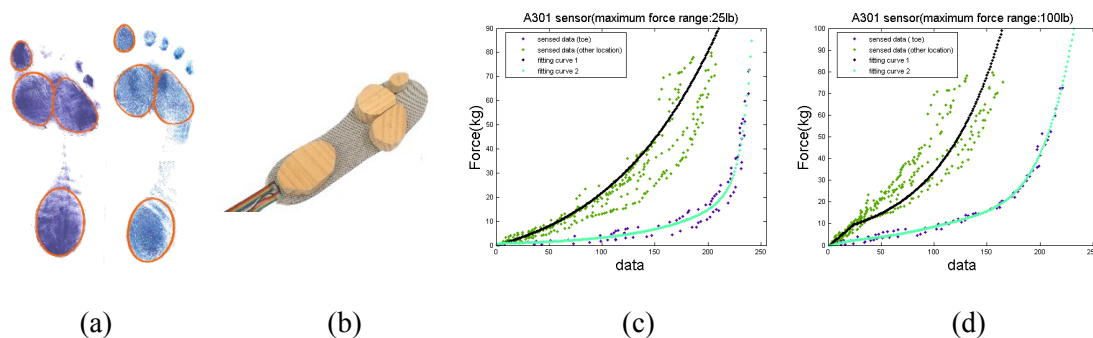 A301 sensor(maximum force range:25lb)
90
80
70
60
50
40
30
20
10
0
Force(kg)
sensed data ( toe)
sensed data (other location)
fitting curve 1
fitting curve 2
0 50 100 150 200 250
data
A301 sensor(maximum force range:100lb)
100
90
80
70
60
50
40
30
20
10
0
Force(kg)
sensed data ( toe)
sensed data (other location)
fitting curve 1
fitting curve 2
0 50 100 150 200 250
data
(a) (b) (c) (d)